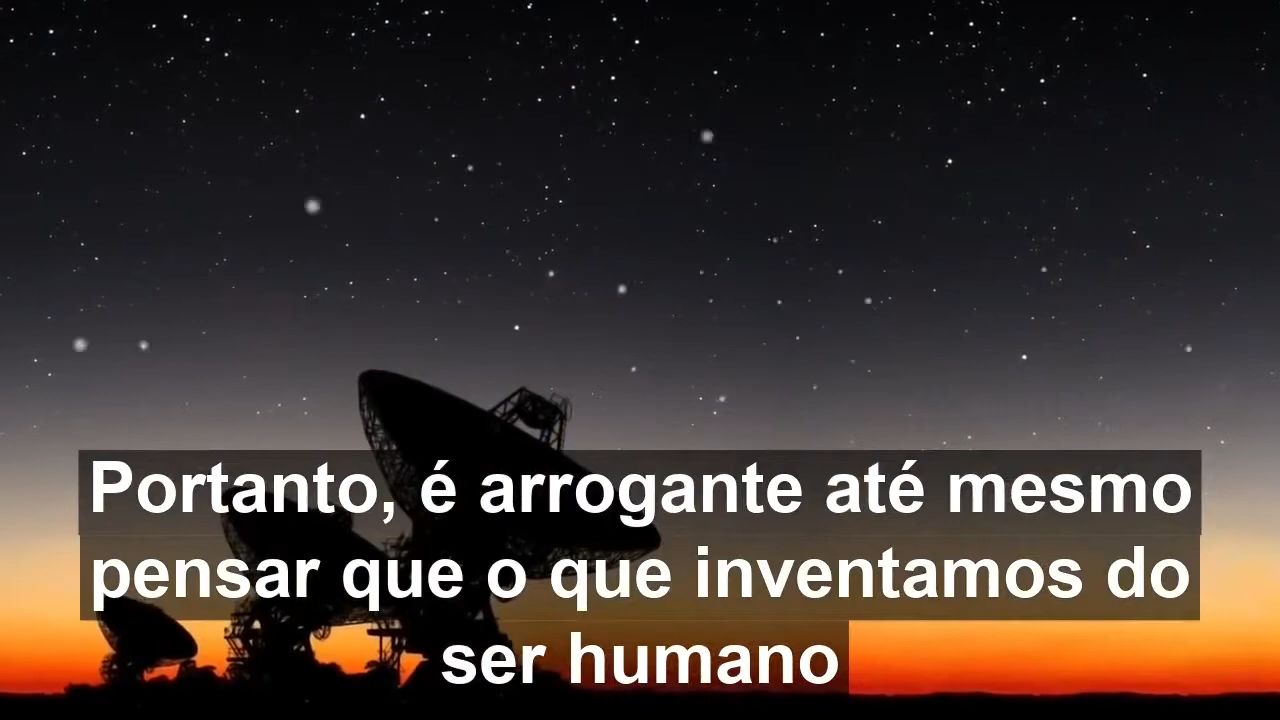 Portanto, é arrogante até mesmo
pensar que o que inventamos do
ser humano